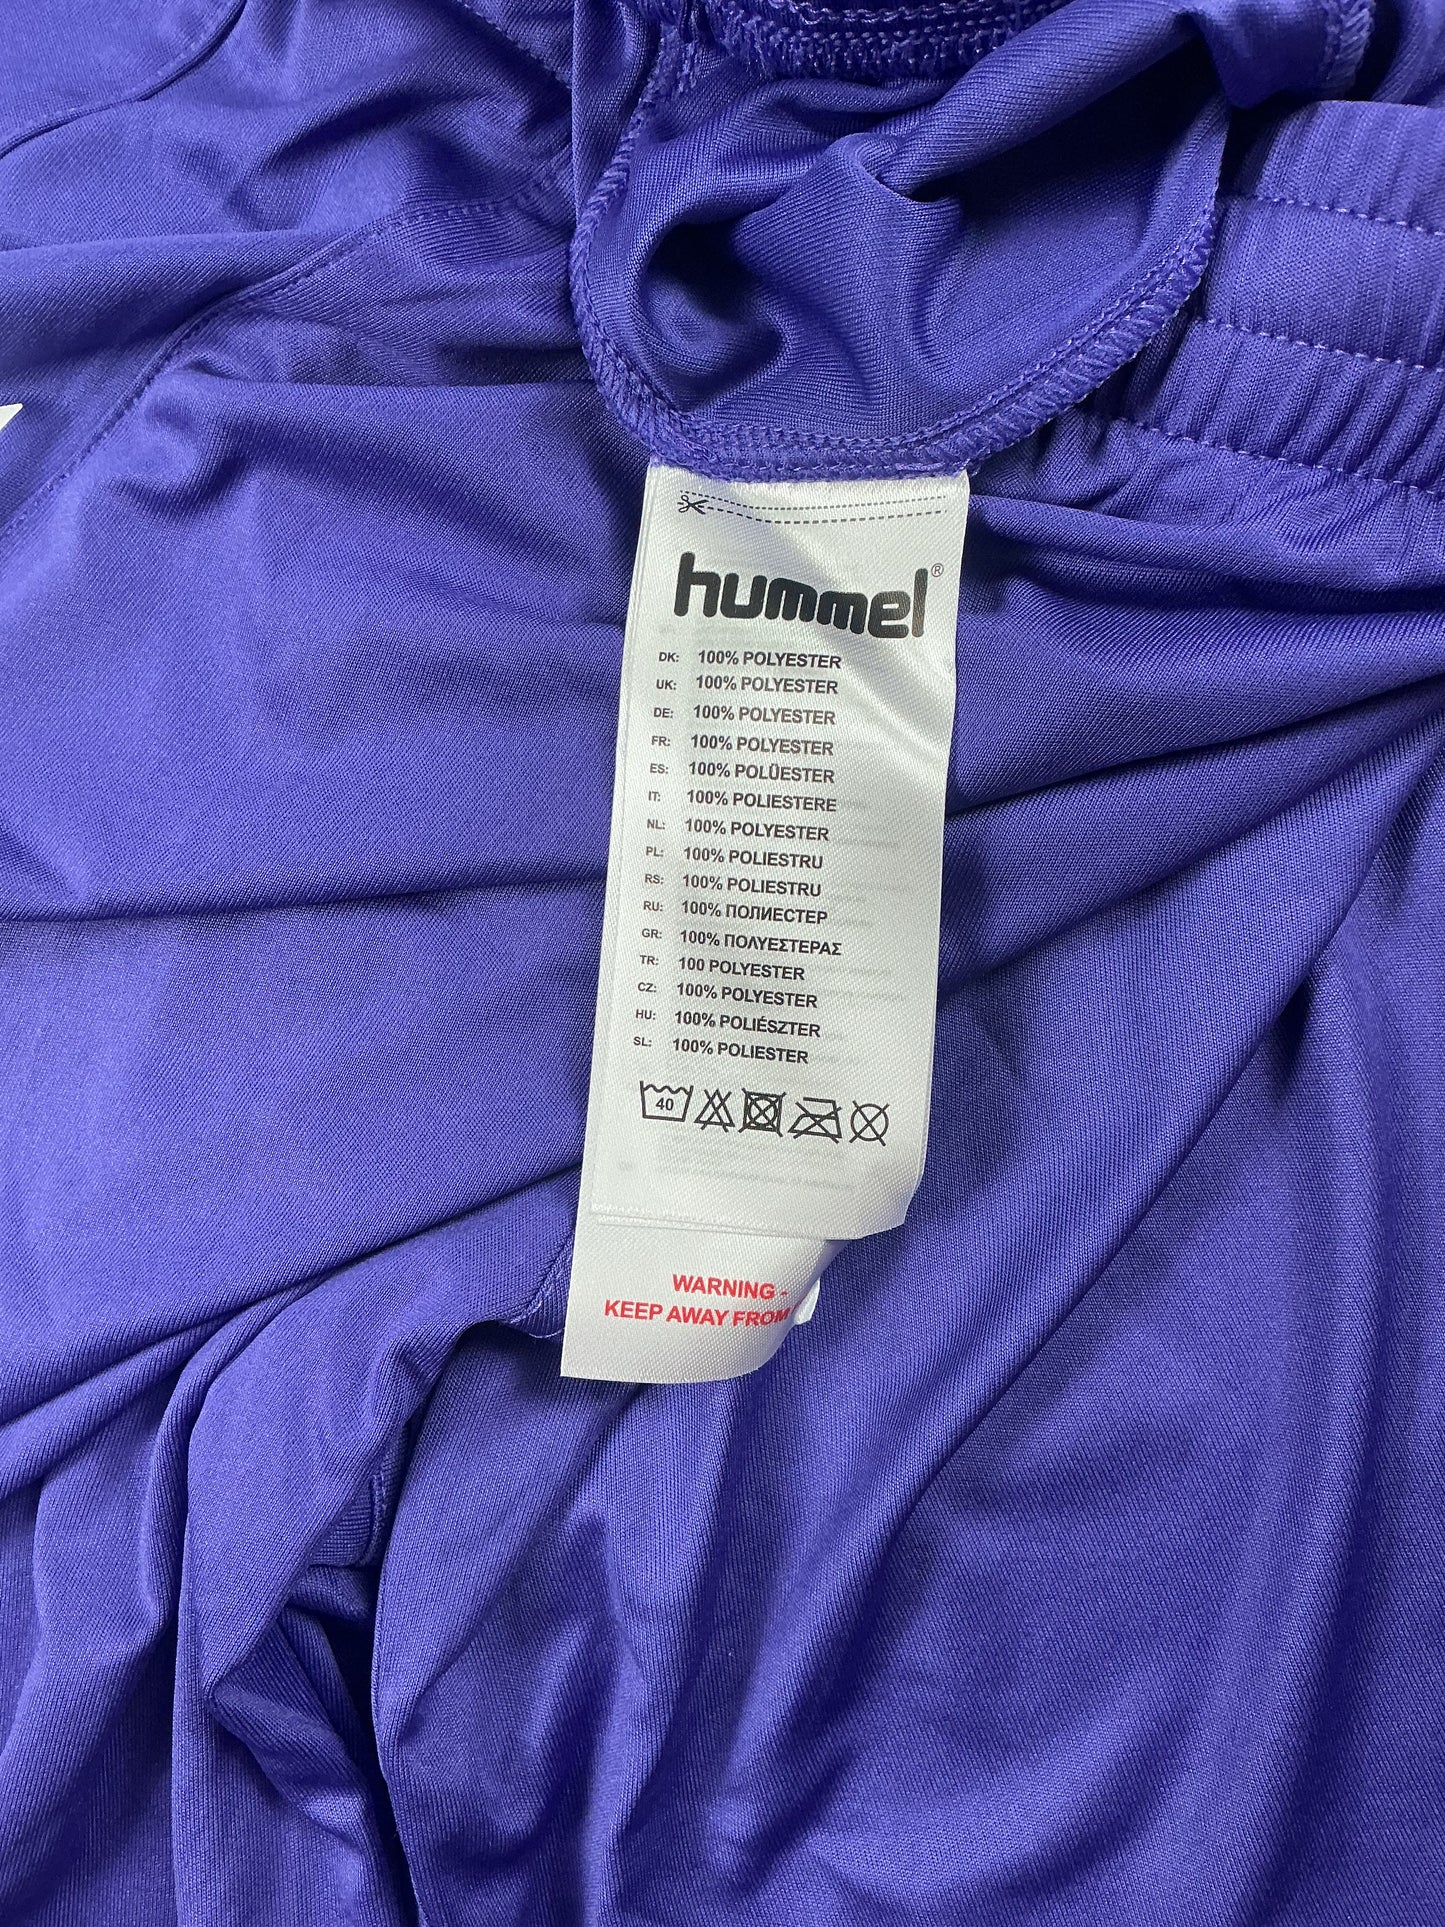 hummel®
DK: 100% POLYESTER
UK: 100% POLYESTER
DE: 100% POLYESTER
FR: 100% POLYESTER
ES: 100% POLÜESTER
IT: 100% POLIESTERE
NL: 100% POLYESTER
PL: 100% POLIESTRU
RS: 100% POLIESTRU
RU: 100% ПОЛИЕСТЕР
GR: 100% ΠΟΛΥΕΣΤΕΡΑΣ
TR: 100 POLYESTER
CZ: 100% POLYESTER
HU: 100% POLIÉSZTER
SL: 100% POLIESTER
40
WARNING -
KEEP AWAY FROM